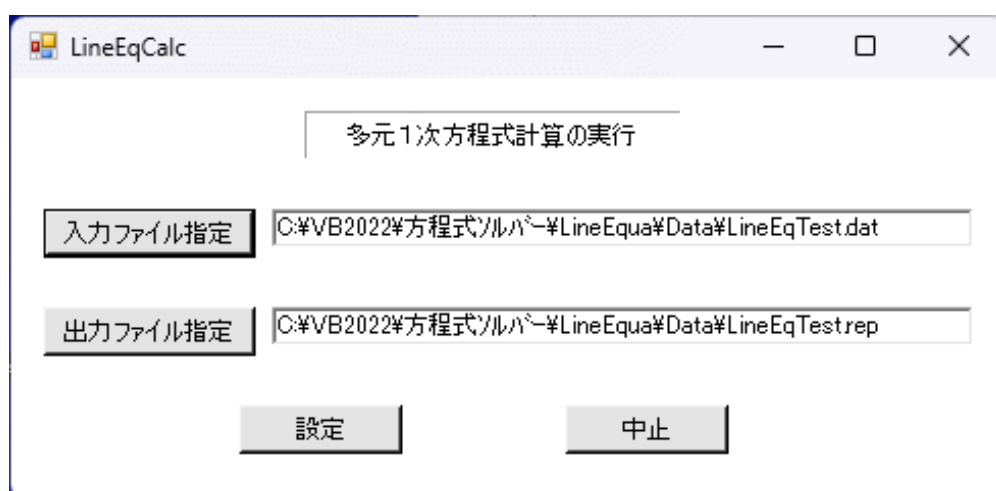 LineEqCalc
多元1次方程式計算の実行
入力ファイル指定 C:¥VB2022¥方程式ソルバー¥LineEqua¥Data¥LineEqTest.dat
出力ファイル指定 C:¥VB2022¥方程式ソルバー¥LineEqua¥Data¥LineEqTest.rep
設定 中止